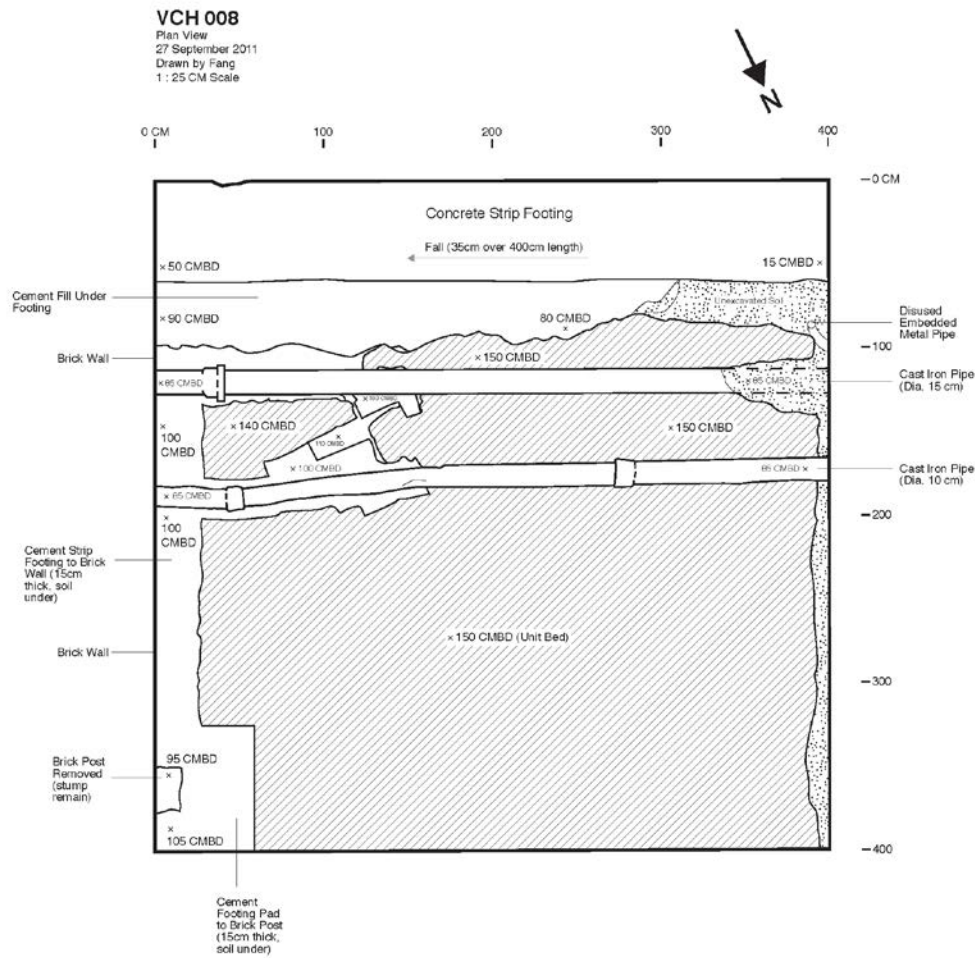 VCH 008
Plan View
27 September 2011
Drawn by Fang
1 : 25 CM Scale
N
0 CM
100
200
300
400
0 CM
Concrete Strip Footing
Fall (35cm over 400cm length)
50 CMBD
15 CMBD
Cement Fill Under
Footing
Unexcavated Soil
Disused
Embedded
Metal Pipe
90 CMBD
80 CMBD
100
Brick Wall
150 CMBD
85 CMBD
85 CMBD
Cast Iron Pipe
(Dia. 15 cm)
100
CMBD
140 CMBD
150 CMBD
100 CMBD
85 CMBD
Cast Iron Pipe
(Dia. 10 cm)
85 CMBD
100
CMBD
200
Cement Strip
Footing to Brick
Wall (15cm
thick, soil
under)
150 CMBD (Unit Bed)
Brick Wall
300
95 CMBD
Brick Post
Removed
(stump
remain)
105 CMBD
400
Cement
Footing Pad
to Brick Post
(15cm thick,
soil under)